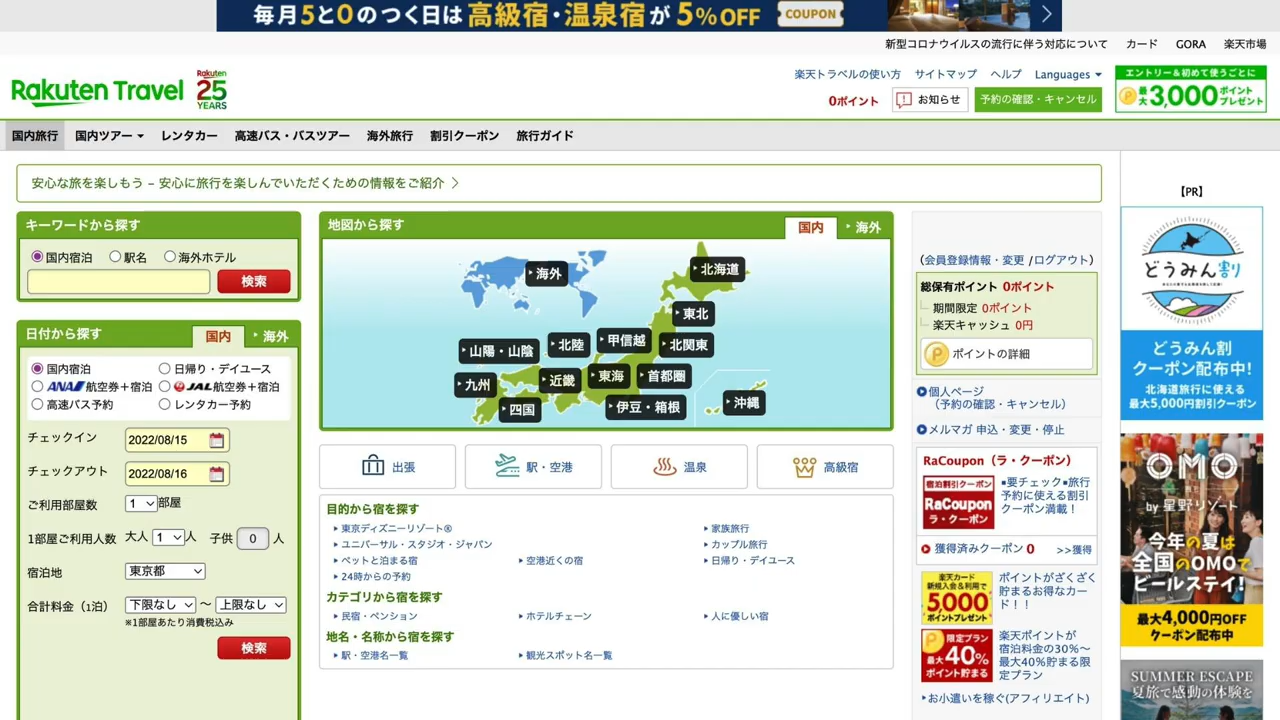 毎月5と0のつく日は高級宿・温泉宿が5%OFF COUPON
新型コロナウイルスの流行に伴う対応について カード GORA 楽天市場
Rakuten Travel Rakuten 25 YEARS
楽天トラベルの使い方 サイトマップ ヘルプ Languages
0ポイント お知らせ 予約の確認・キャンセル
エントリー&初めて使うごとに
最大3,000ポイントプレゼント
国内旅行 国内ツアー レンタカー 高速バス・バスツアー 海外旅行 割引クーポン 旅行ガイド
安心な旅を楽しもう – 安心に旅行を楽しんでいただくための情報をご紹介
キーワードから探す
国内宿泊 駅名 海外ホテル
検索
日付から探す 国内 海外
国内宿泊 日帰り・デイユース
ANA航空券+宿泊 JAL航空券+宿泊
高速バス予約 レンタカー予約
チェックイン 2022/08/15
チェックアウト 2022/08/16
ご利用部屋数 1 部屋
1部屋ご利用人数 大人 1 人 子供 0 人
宿泊地 東京都
合計料金(1泊) 下限なし 〜 上限なし
※1部屋あたり消費税込み
検索
地図から探す 国内 海外
海外
北海道
東北
北関東
甲信越
北陸
山陽・山陰
九州
近畿
東海
首都圏
四国
伊豆・箱根
沖縄
出張 駅・空港 温泉 高級宿
目的から宿を探す
東京ディズニーリゾート® 家族旅行
ユニバーサル・スタジオ・ジャパン カップル旅行
ペットと泊まる宿 空港近くの宿 日帰り・デイユース
24時からの予約
カテゴリから宿を探す
民宿・ペンション ホテルチェーン 人に優しい宿
地名・名称から宿を探す
駅・空港名一覧 観光スポット名一覧
(会員登録情報・変更 /ログアウト)
総保有ポイント 0ポイント
期間限定 0ポイント
楽天キャッシュ 0円
ポイントの詳細
個人ページ
(予約の確認・キャンセル)
メルマガ 申込・変更・停止
RaCoupon(ラ・クーポン)
宿泊割引クーポン
RaCoupon
ラ・クーポン
▪要チェック▪旅行予約に使える割引クーポン満載!
獲得済みクーポン 0 >>獲得
楽天カード
新規入会&利用で
5,000
ポイントプレゼント
ポイントがざくざく貯まるお得なカード!!
限定プラン
最大40%
ポイント貯まる
楽天ポイントが宿泊料金の30%〜最大40%貯まる限定プラン
お小遣いを稼ぐ(アフィリエイト)
【PR】
どうみん割
どうみん割
クーポン配布中!
北海道旅行に使える
最大5,000円割引クーポン
OMO
by 星野リゾート
今年の夏は
全国のOMOで
ビールステイ!
最大4,000円OFF
クーポン配布中
SUMMER ESCAPE
夏旅で感動の体験を